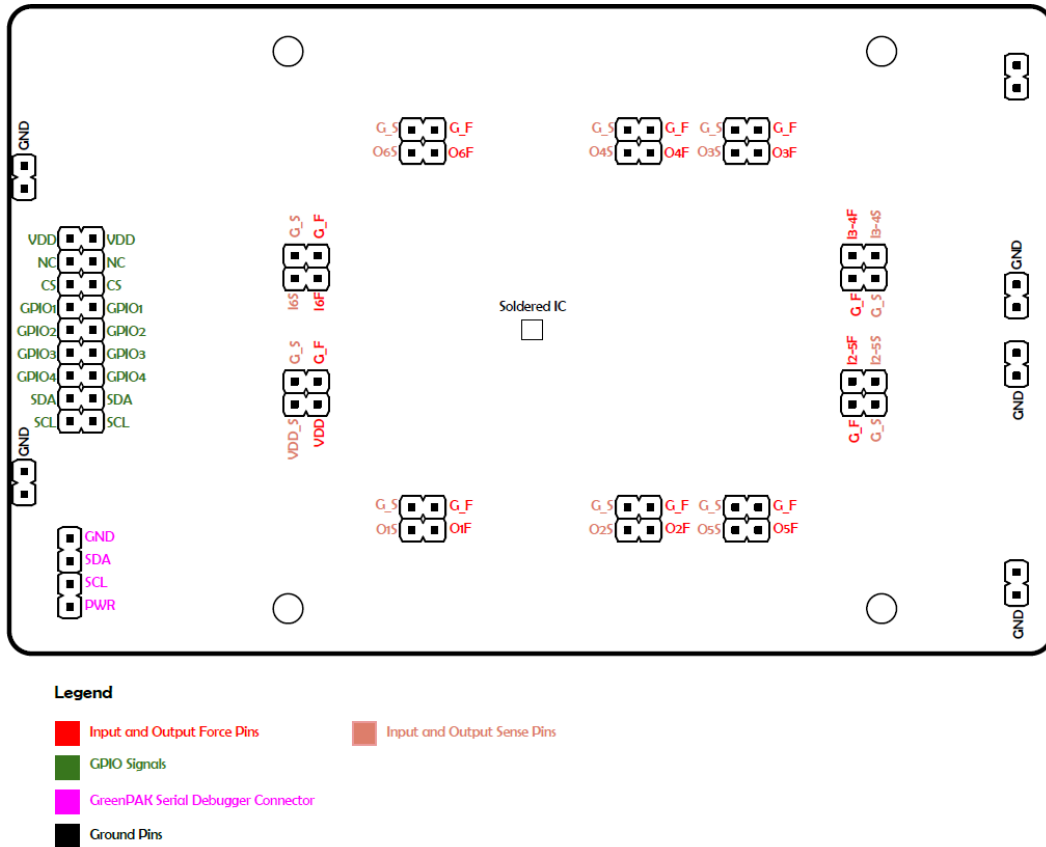 G_S G_F G_S G_F G_S G_F
O6S O6F O4S O4F O3S O3F
GND
G_S G_F I3-4F I3-4S
VDD VDD
NC NC
CS CS
GPIO1 GPIO1
GPIO2 GPIO2
GPIO3 GPIO3
GPIO4 GPIO4
SDA SDA
SCL SCL
I6S I6F G_F G_S
GND
Soldered IC
G_S G_F I2-5F I2-5S
GND
VDD_S VDD G_F G_S
GND
G_S G_F G_S G_F G_S G_F
O1S O1F O2S O2F O5S O5F
GND
SDA
SCL
PWR
GND
Legend
Input and Output Force Pins Input and Output Sense Pins
GPIO Signals
GreenPAK Serial Debugger Connector
Ground Pins